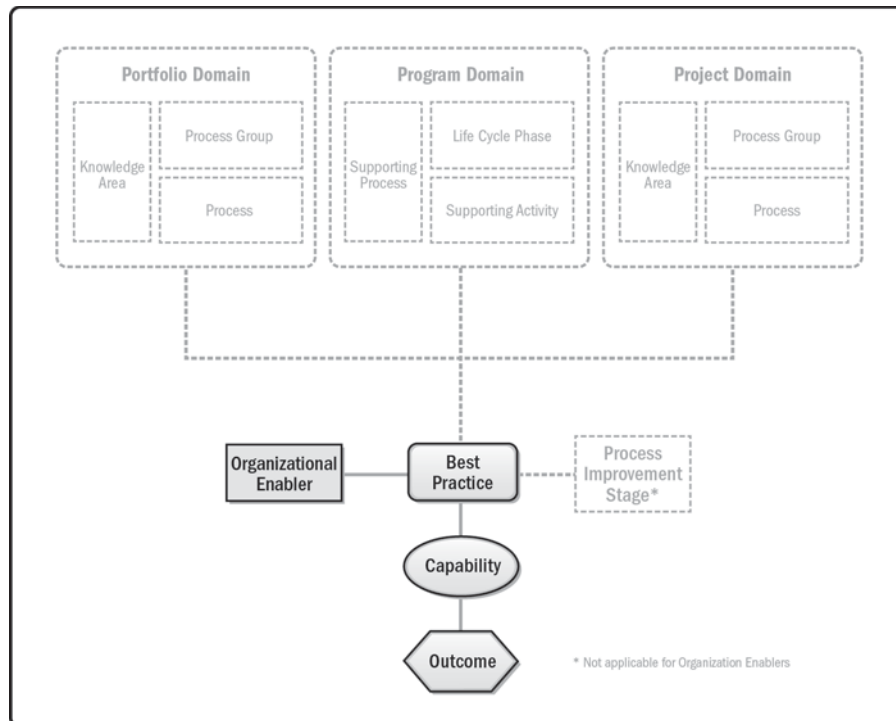 Portfolio Domain
Knowledge
Area
Process Group
Process
Program Domain
Supporting
Process
Life Cycle Phase
Supporting Activity
Project Domain
Knowledge
Area
Process Group
Process
Organizational
Enabler
Best
Practice
Process
Improvement
Stage*
Capability
Outcome
* Not applicable for Organization Enablers